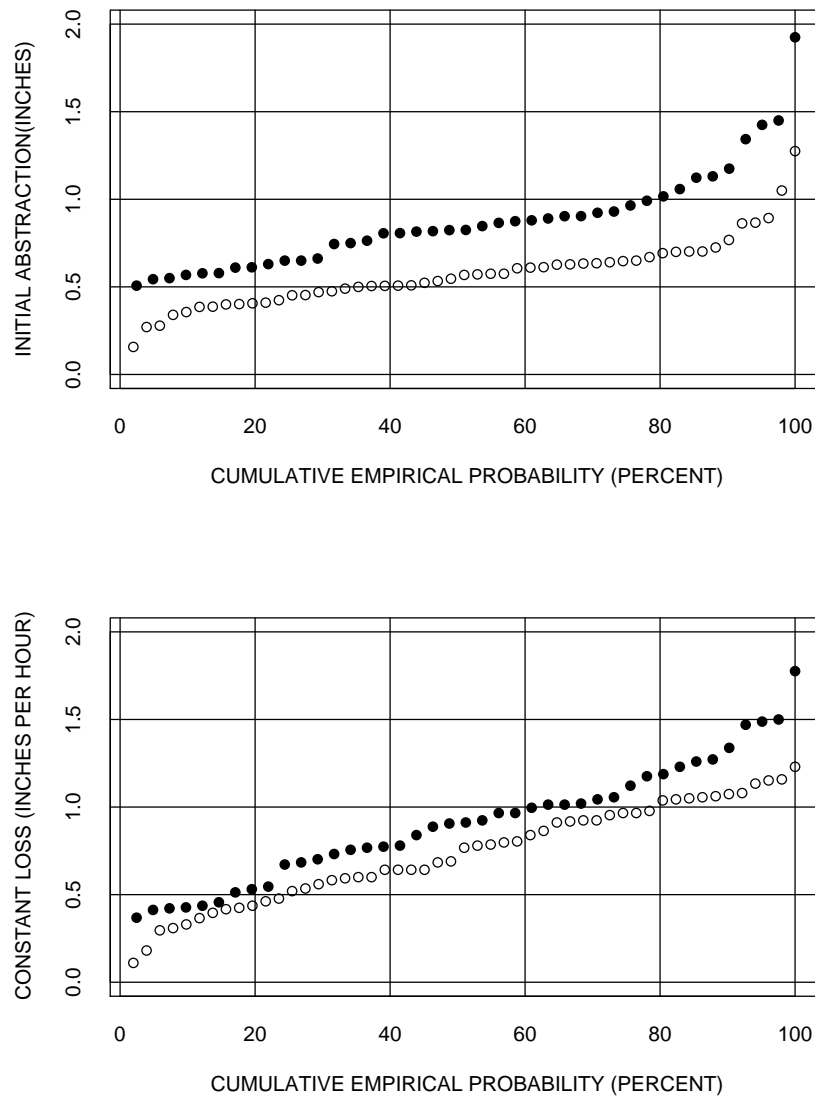 INITIAL ABSTRACTION(INCHES)
2.0
1.5
1.0
0.5
0.0
0 20 40 60 80 100
CUMULATIVE EMPIRICAL PROBABILITY (PERCENT)
CONSTANT LOSS (INCHES PER HOUR)
2.0
1.5
1.0
0.5
0.0
0 20 40 60 80 100
CUMULATIVE EMPIRICAL PROBABILITY (PERCENT)